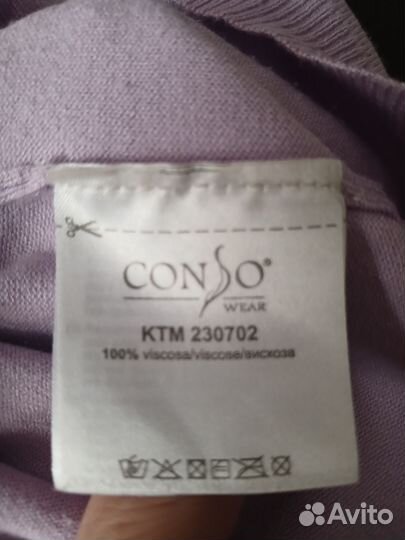 CONSO®
WEAR
KTM 230702
100% viscosa/viscose/вискоза
Avito